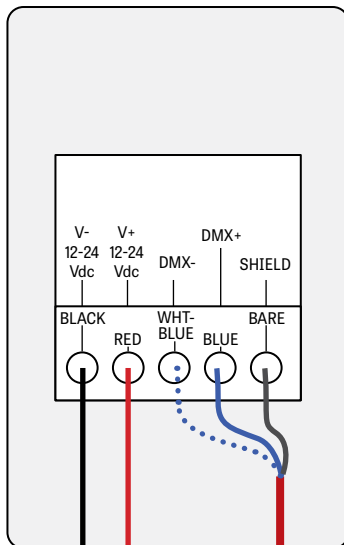 V-
12-24
Vdc
V+
12-24
Vdc
DMX-
DMX+
SHIELD
BLACK
RED
WHT-
BLUE
BLUE
BARE